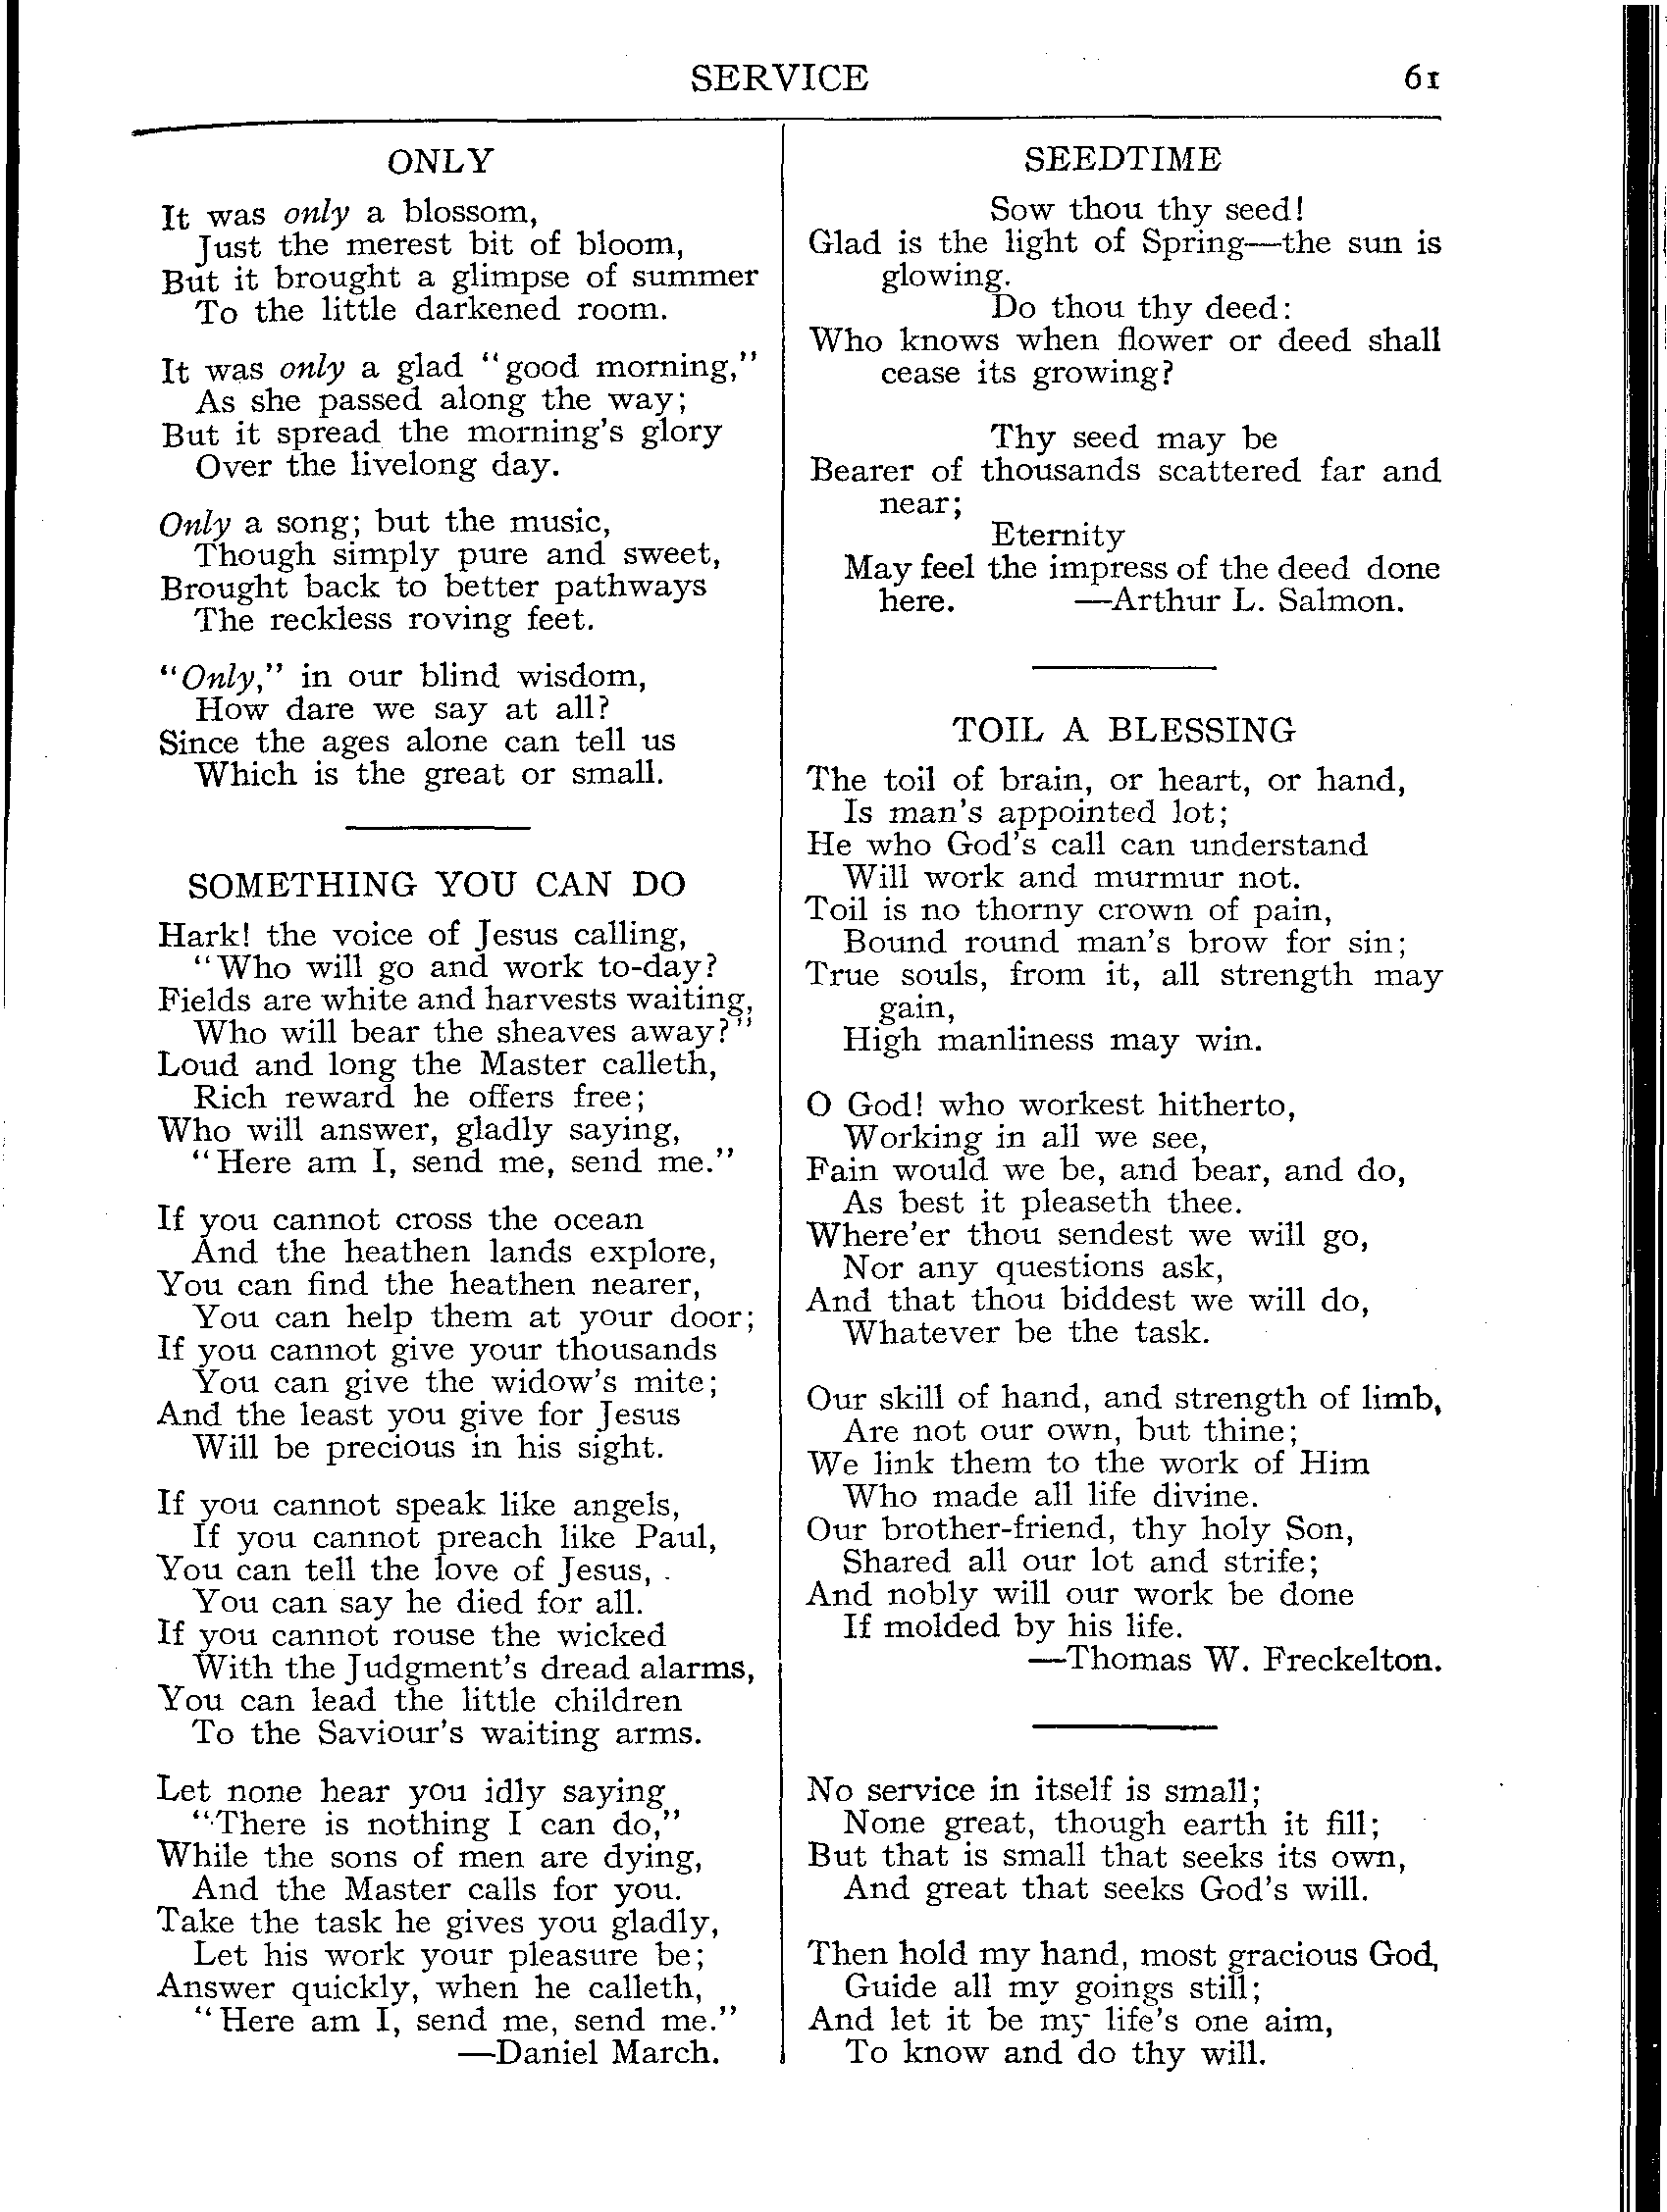 SERVICE 61
ONLY
It was only a blossom,
Just the merest bit of bloom,
But it brought a glimpse of summer
To the little darkened room.
It was only a glad "good morning,"
As she passed along the way;
But it spread the morning's glory
Over the livelong day.
Only a song; but the music,
Though simply pure and sweet,
Brought back to better pathways
The reckless roving feet.
"Only," in our blind wisdom,
How dare we say at all?
Since the ages alone can tell us
Which is the great or small.
SOMETHING YOU CAN DO
Hark! the voice of Jesus calling,
"Who will go and work to-day?
Fields are white and harvests waiting,
Who will bear the sheaves away?"
Loud and long the Master calleth,
Rich reward he offers free;
Who will answer, gladly saying,
"Here am I, send me, send me."
If you cannot cross the ocean
And the heathen lands explore,
You can find the heathen nearer,
You can help them at your door;
If you cannot give your thousands
You can give the widow's mite;
And the least you give for Jesus
Will be precious in his sight.
If you cannot speak like angels,
If you cannot preach like Paul,
You can tell the love of Jesus,
You can say he died for all.
If you cannot rouse the wicked
With the Judgment's dread alarms,
You can lead the little children
To the Saviour's waiting arms.
Let none hear you idly saying
"There is nothing I can do,"
While the sons of men are dying,
And the Master calls for you.
Take the task he gives you gladly,
Let his work your pleasure be;
Answer quickly, when he calleth,
"Here am I, send me, send me."
—Daniel March.
SEEDTIME
Sow thou thy seed!
Glad is the light of Spring—the sun is
glowing.
Do thou thy deed:
Who knows when flower or deed shall
cease its growing?
Thy seed may be
Bearer of thousands scattered far and
near;
Eternity
May feel the impress of the deed done
here. —Arthur L. Salmon.
TOIL A BLESSING
The toil of brain, or heart, or hand,
Is man's appointed lot;
He who God's call can understand
Will work and murmur not.
Toil is no thorny crown of pain,
Bound round man's brow for sin;
True souls, from it, all strength may
gain,
High manliness may win.
O God! who workest hitherto,
Working in all we see,
Fain would we be, and bear, and do,
As best it pleaseth thee.
Where'er thou sendest we will go,
Nor any questions ask,
And that thou biddest we will do,
Whatever be the task.
Our skill of hand, and strength of limb,
Are not our own, but thine;
We link them to the work of Him
Who made all life divine.
Our brother-friend, thy holy Son,
Shared all our lot and strife;
And nobly will our work be done
If molded by his life.
—Thomas W. Freckelton.
No service in itself is small;
None great, though earth it fill;
But that is small that seeks its own,
And great that seeks God's will.
Then hold my hand, most gracious God,
Guide all my goings still;
And let it be my life's one aim,
To know and do thy will.